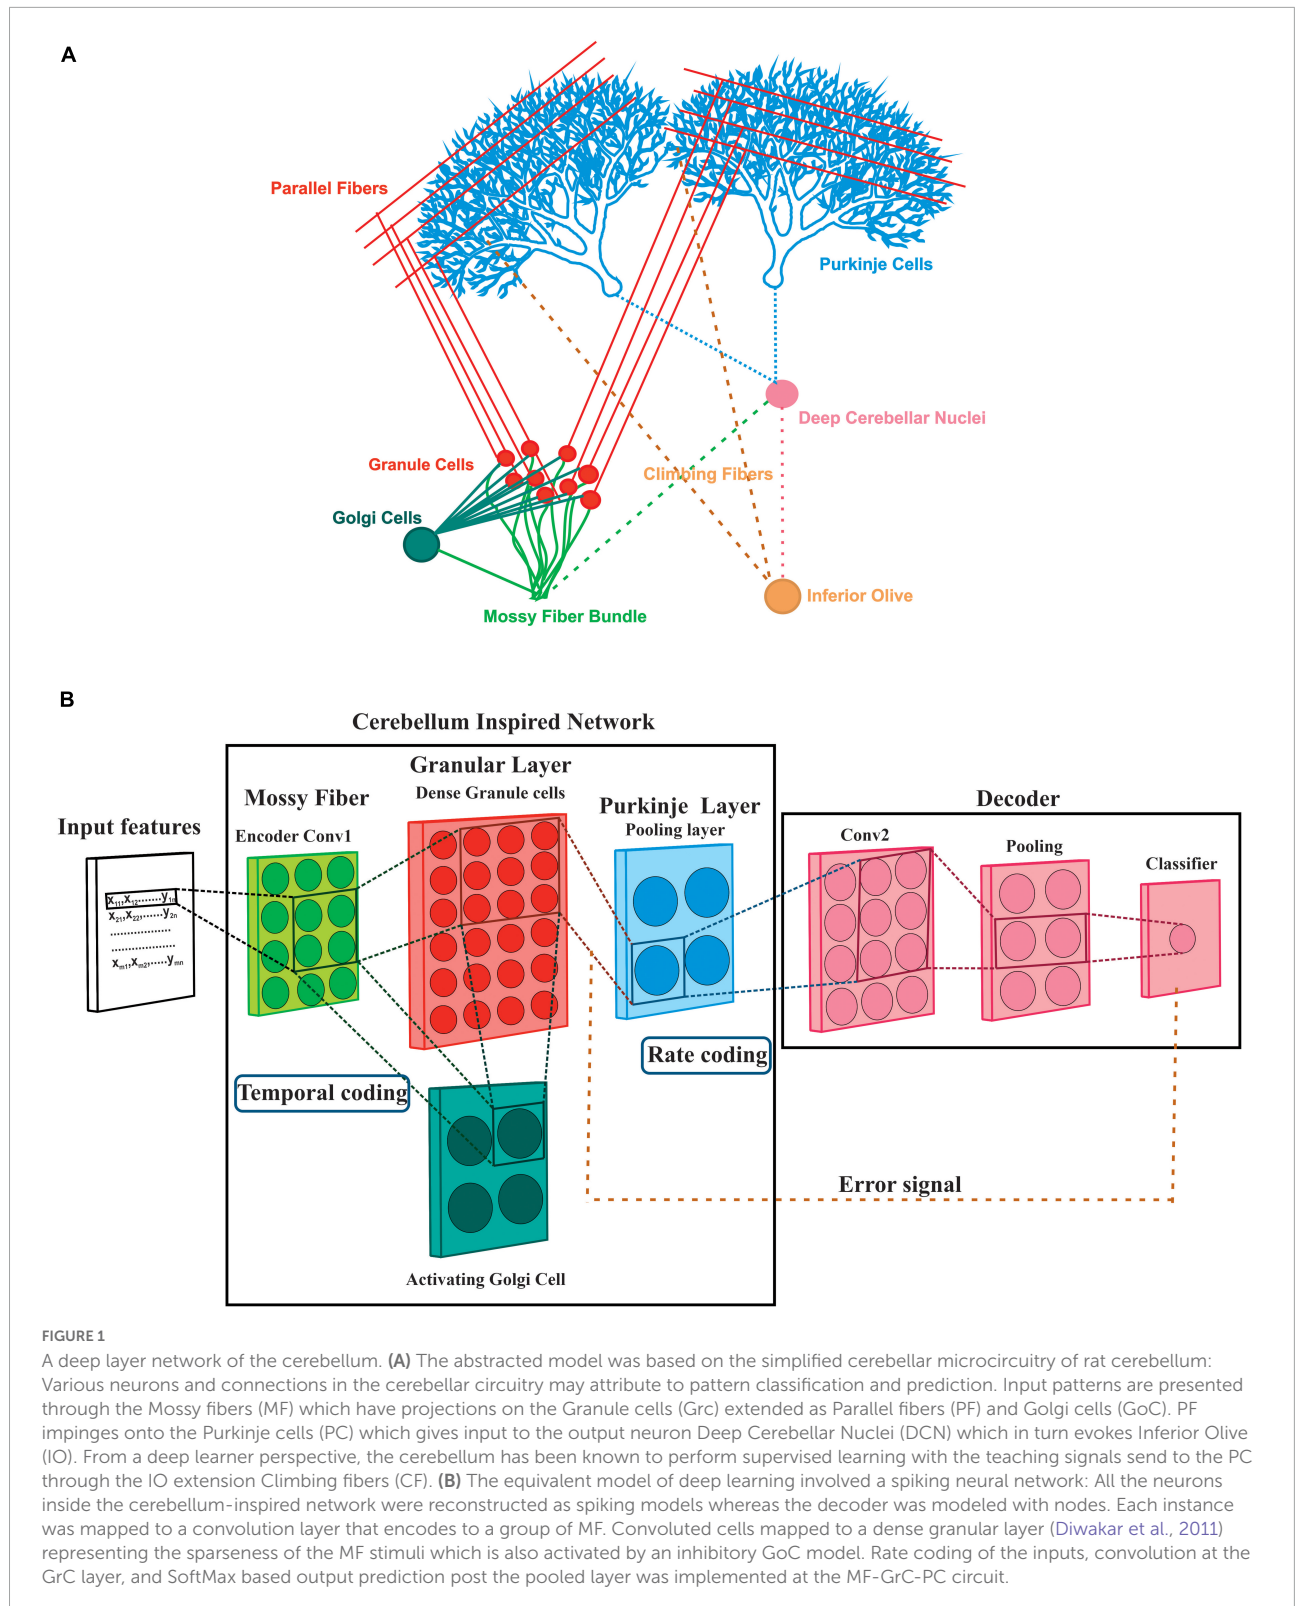 A
Parallel Fibers
Purkinje Cells
Deep Cerebellar Nuclei
Granule Cells
Climbing Fibers
Golgi Cells
Inferior Olive
Mossy Fiber Bundle
B
Cerebellum Inspired Network
Granular Layer
Dense Granule cells
Mossy Fiber
Encoder Conv1
Purkinje Layer
Pooling layer
Decoder
Input features
Conv2
Pooling
Classifier
x11,x12.......y1n
x21,x22,......y2n
...................
....................
xm1,xm2,.....ymn
Rate coding
Temporal coding
Error signal
Activating Golgi Cell
FIGURE 1
A deep layer network of the cerebellum. (A) The abstracted model was based on the simplified cerebellar microcircuitry of rat cerebellum:
Various neurons and connections in the cerebellar circuitry may attribute to pattern classification and prediction. Input patterns are presented
through the Mossy fibers (MF) which have projections on the Granule cells (Grc) extended as Parallel fibers (PF) and Golgi cells (GoC). PF
impinges onto the Purkinje cells (PC) which gives input to the output neuron Deep Cerebellar Nuclei (DCN) which in turn evokes Inferior Olive
(IO). From a deep learner perspective, the cerebellum has been known to perform supervised learning with the teaching signals send to the PC
through the IO extension Climbing fibers (CF). (B) The equivalent model of deep learning involved a spiking neural network: All the neurons
inside the cerebellum-inspired network were reconstructed as spiking models whereas the decoder was modeled with nodes. Each instance
was mapped to a convolution layer that encodes to a group of MF. Convoluted cells mapped to a dense granular layer (Diwakar et al., 2011)
representing the sparseness of the MF stimuli which is also activated by an inhibitory GoC model. Rate coding of the inputs, convolution at the
GrC layer, and SoftMax based output prediction post the pooled layer was implemented at the MF-GrC-PC circuit.